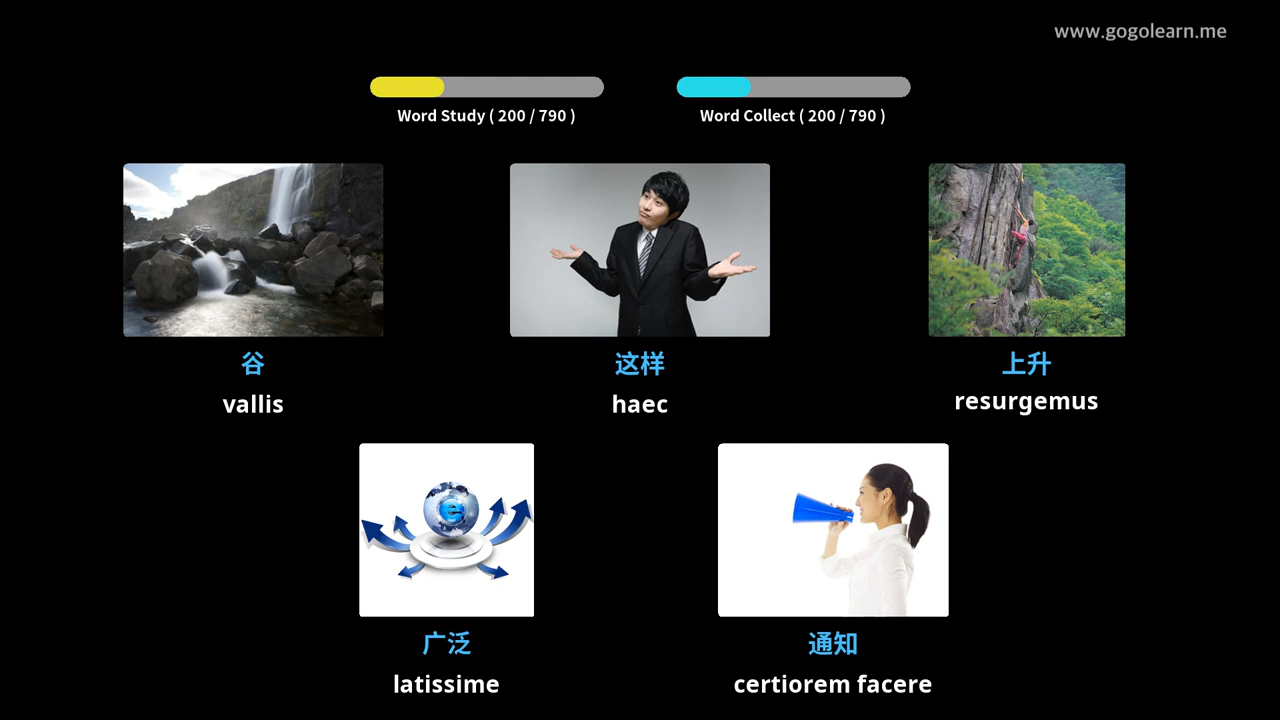 www.gogolearn.me
Word Study ( 200 / 790 )
Word Collect ( 200 / 790 )
谷
vallis
这样
haec
上升
resurgemus
e
广泛
latissime
通知
certiorem facere